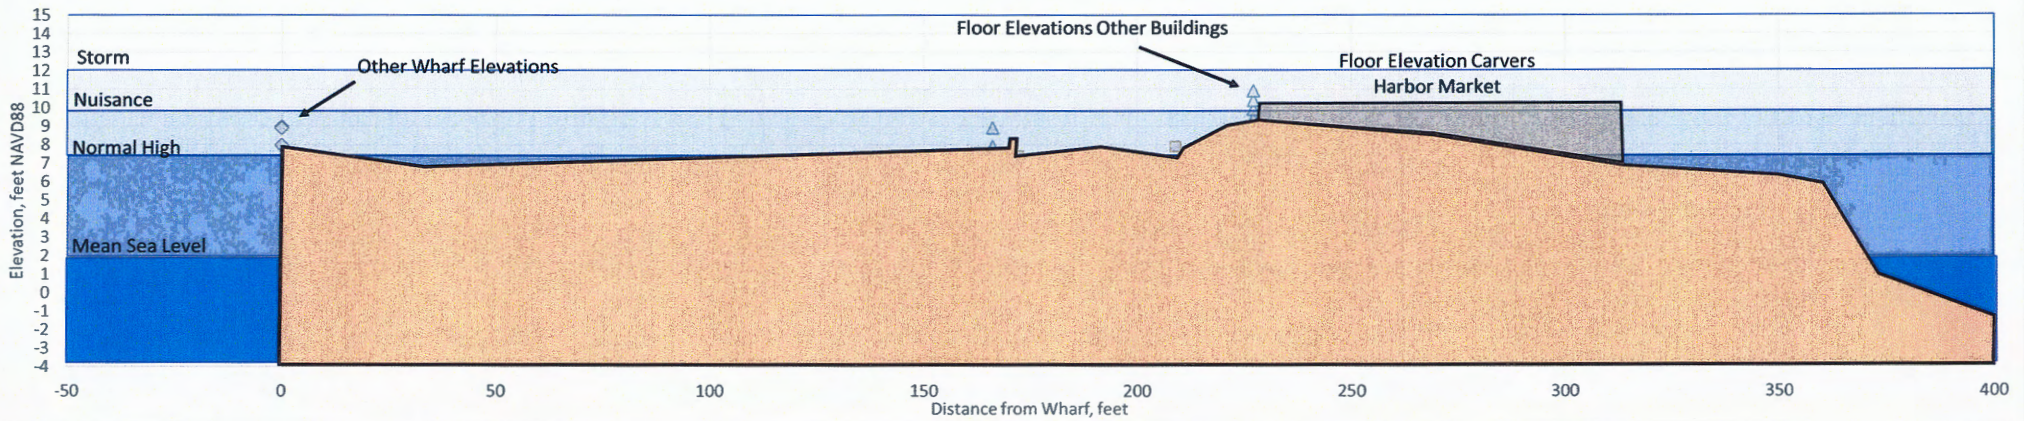 15
14
13
12
11
10
9
8
7
6
5
4
3
2
1
0
-1
-2
-3
-4
Elevation, feet NAVD88
Storm
Nuisance
Normal High
Mean Sea Level
Other Wharf Elevations
Floor Elevations Other Buildings
Floor Elevation Carvers
Harbor Market
-50 0 50 100 150 200 250 300 350 400
Distance from Wharf, feet